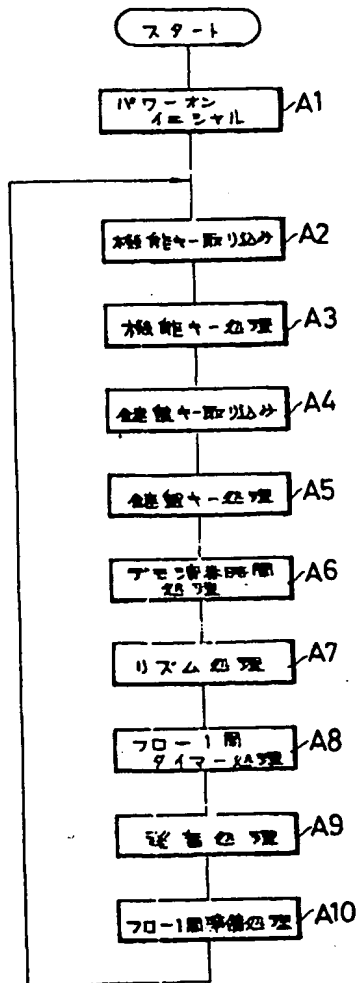 スタート
パワーオン
イニシャル
A1
機能キー取り込み
A2
機能キー処理
A3
鍵盤キー取り込み
A4
鍵盤キー処理
A5
デモ演奏時間
処理
A6
リズム処理
A7
フロー1周
タイマー処理
A8
発音処理
A9
フロー1周準備処理
A10